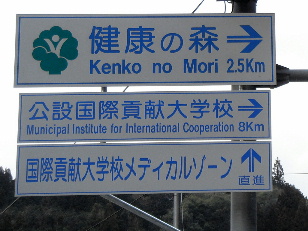 健康の森
Kenko no Mori 2.5Km
公設国際貢献大学校
Municipal Institute for International Cooperation 8Km
国際貢献大学校メディカルゾーン
直進